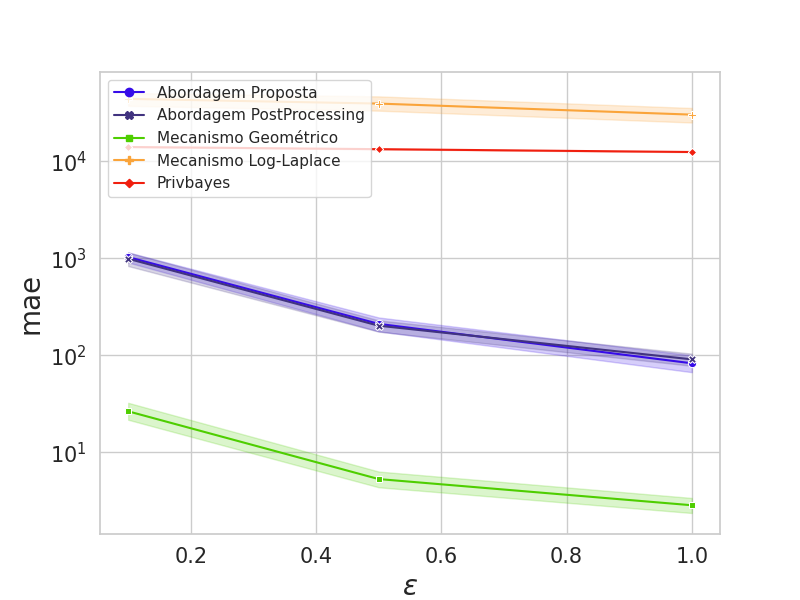 Abordagem Proposta
Abordagem PostProcessing
Mecanismo Geométrico
Mecanismo Log-Laplace
Privbayes
10^4
10^3
10^2
10^1
mae
0.2 0.4 0.6 0.8 1.0
ε